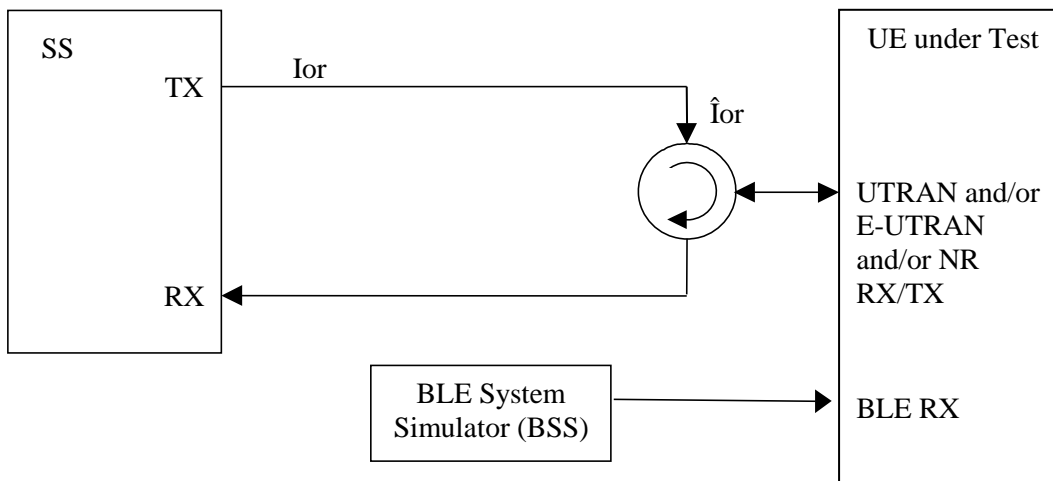 SS
TX
Ior
Îor
RX
UE under Test
UTRAN and/or
E-UTRAN
and/or NR
RX/TX
BLE System
Simulator (BSS)
BLE RX